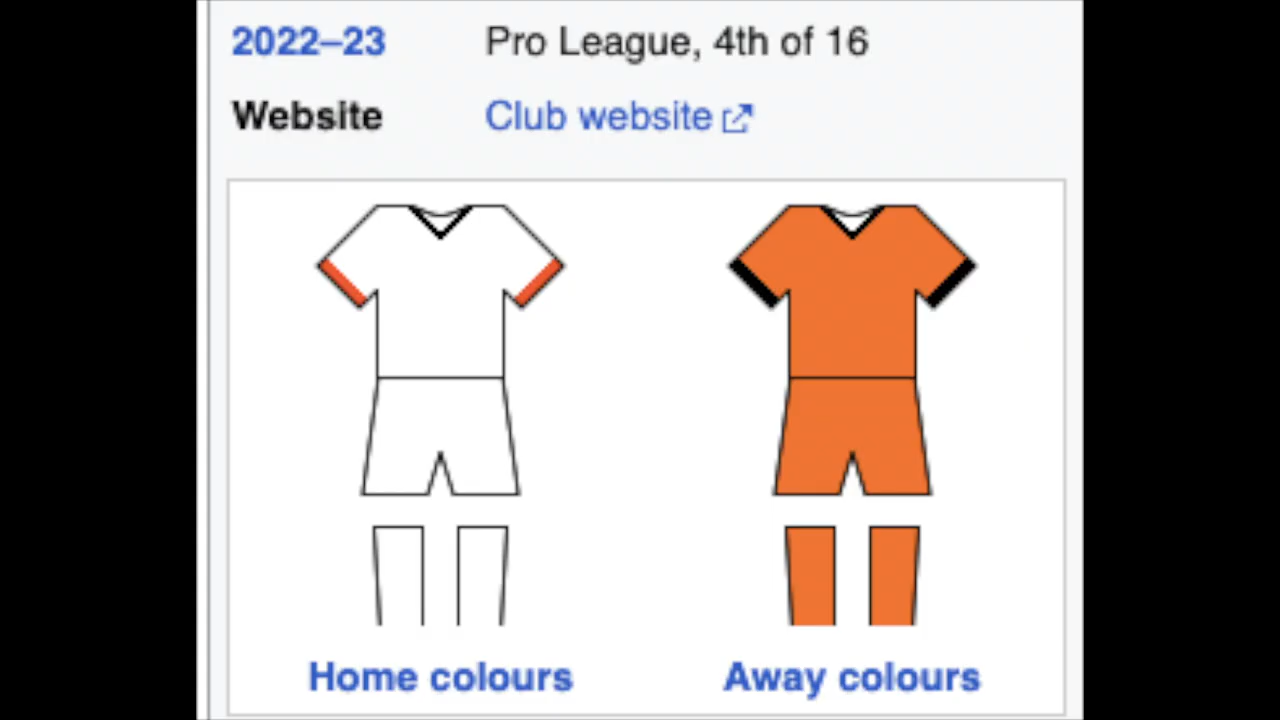 2022–23 Pro League, 4th of 16
Website Club website
Home colours Away colours